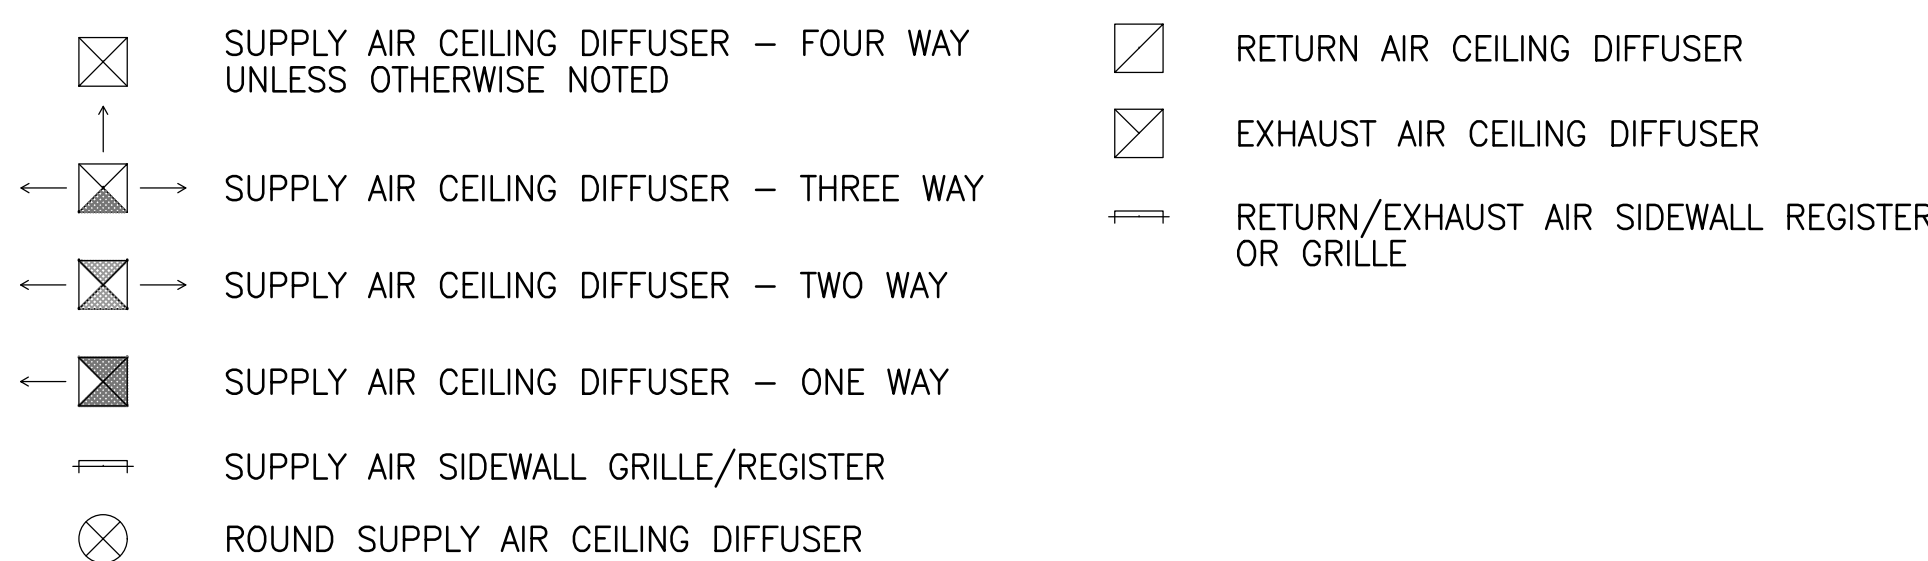 SUPPLY AIR CEILING DIFFUSER – FOUR WAY
UNLESS OTHERWISE NOTED
SUPPLY AIR CEILING DIFFUSER – THREE WAY
SUPPLY AIR CEILING DIFFUSER – TWO WAY
SUPPLY AIR CEILING DIFFUSER – ONE WAY
SUPPLY AIR SIDEWALL GRILLE/REGISTER
ROUND SUPPLY AIR CEILING DIFFUSER
RETURN AIR CEILING DIFFUSER
EXHAUST AIR CEILING DIFFUSER
RETURN/EXHAUST AIR SIDEWALL REGISTER
OR GRILLE